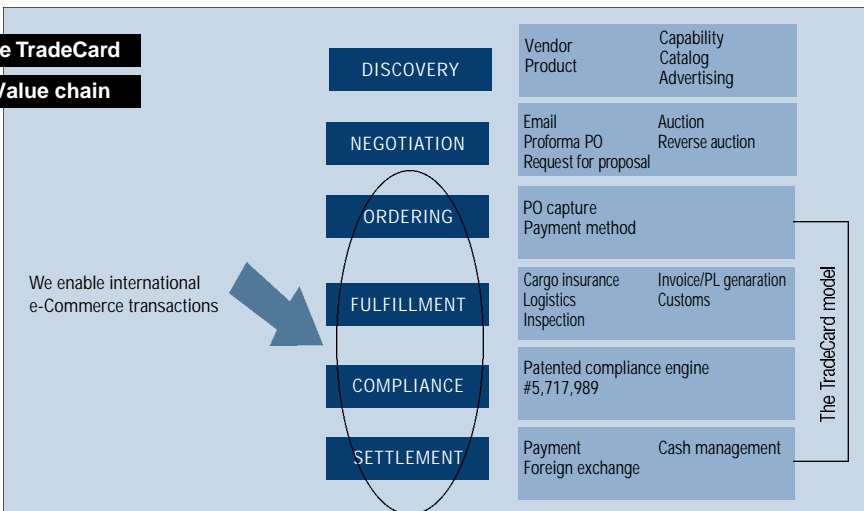 e TradeCard
Value chain
DISCOVERY
Vendor
Product
Capability
Catalog
Advertising
NEGOTIATION
Email
Proforma PO
Request for proposal
Auction
Reverse auction
ORDERING
PO capture
Payment method
We enable international
e-Commerce transactions
FULFILLMENT
Cargo insurance
Logistics
Inspection
Invoice/PL genaration
Customs
COMPLIANCE
Patented compliance engine
#5,717,989
SETTLEMENT
Payment
Foreign exchange
Cash management
The TradeCard model